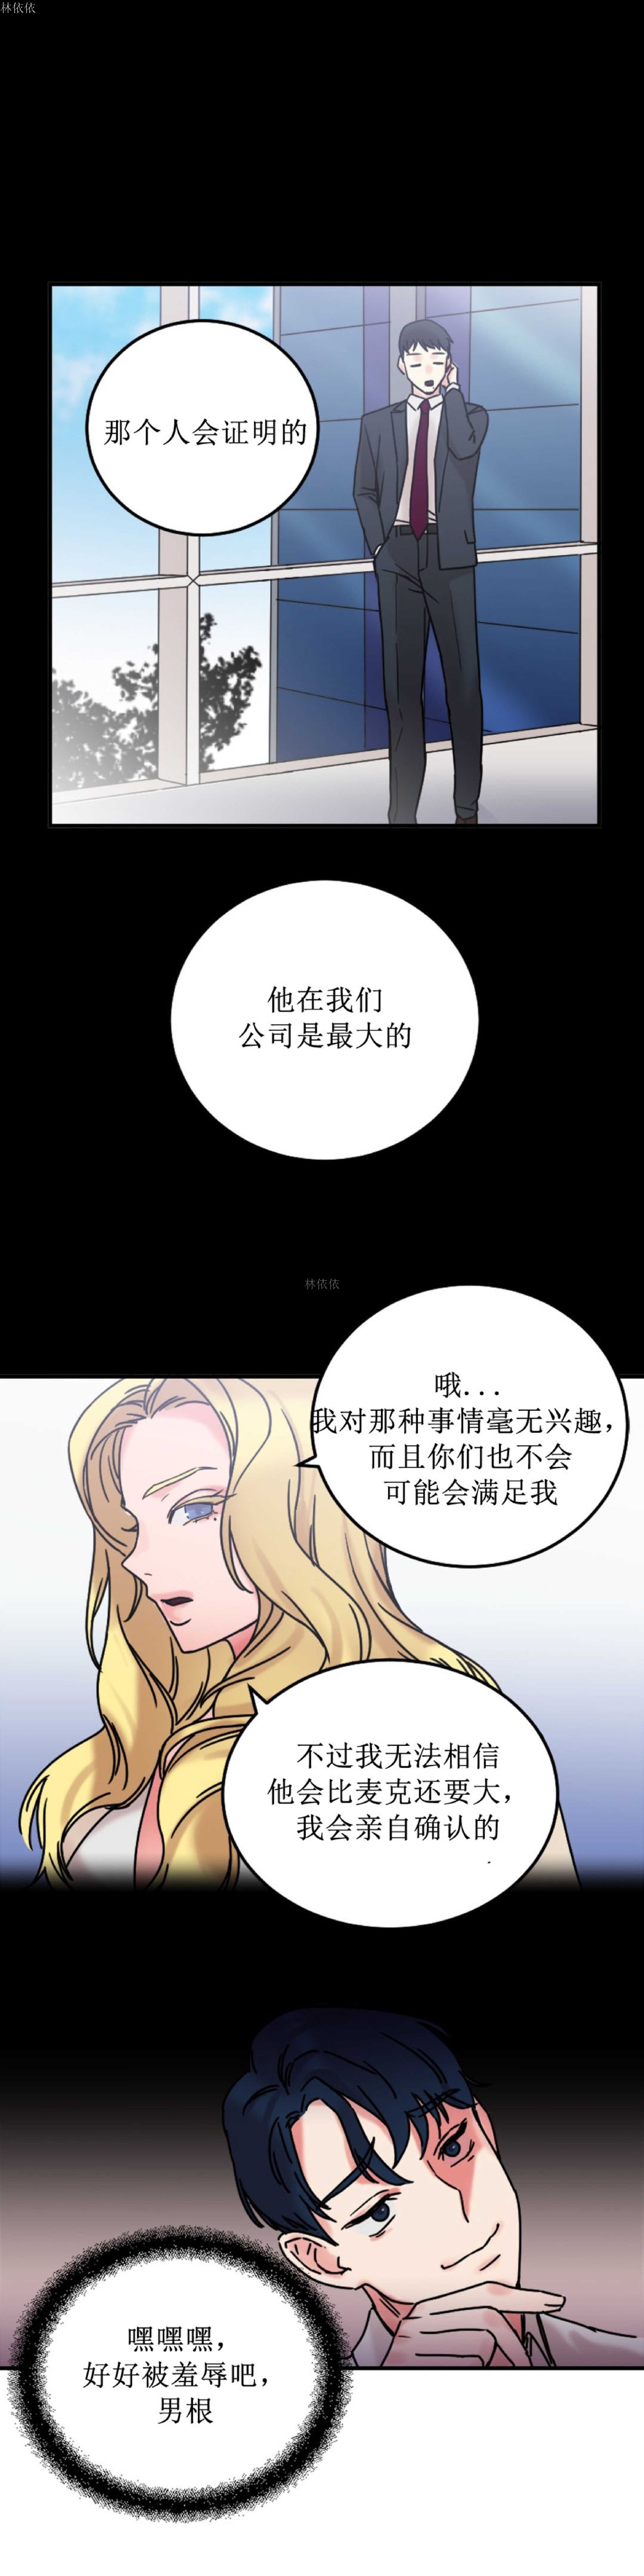 林依依
那个人会证明的
他在我们
公司是最大的
林依依
哦...
我对那种事情毫无兴趣，
而且你们也不会
可能会满足我
不过我无法相信
他会比麦克还要大，
我会亲自确认的
嘿嘿嘿，
好好被羞辱吧，
男根